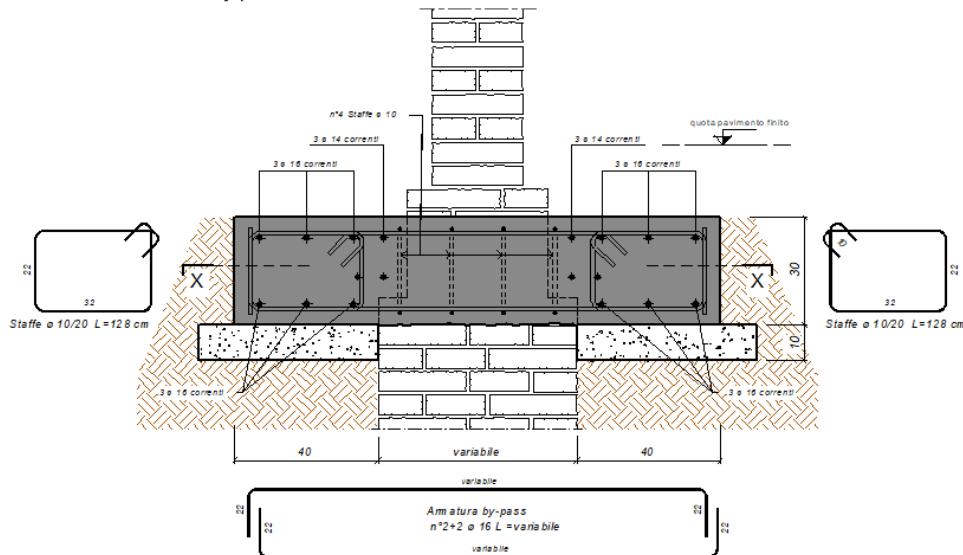 n°4 Staffe ø 10
quota pavimento finito
3 ø 14 correnti
3 ø 14 correnti
3 ø 16 correnti
3 ø 16 correnti
22
32
Staffe ø 10/20 L=128 cm
X
X
30
10
22
32
Staffe ø 10/20 L=128 cm
3 ø 16 correnti
3 ø 16 correnti
40
variabile
40
variabile
22
22
Armatura by-pass
n°2+2 ø 16 L =variabile
22
22
variabile